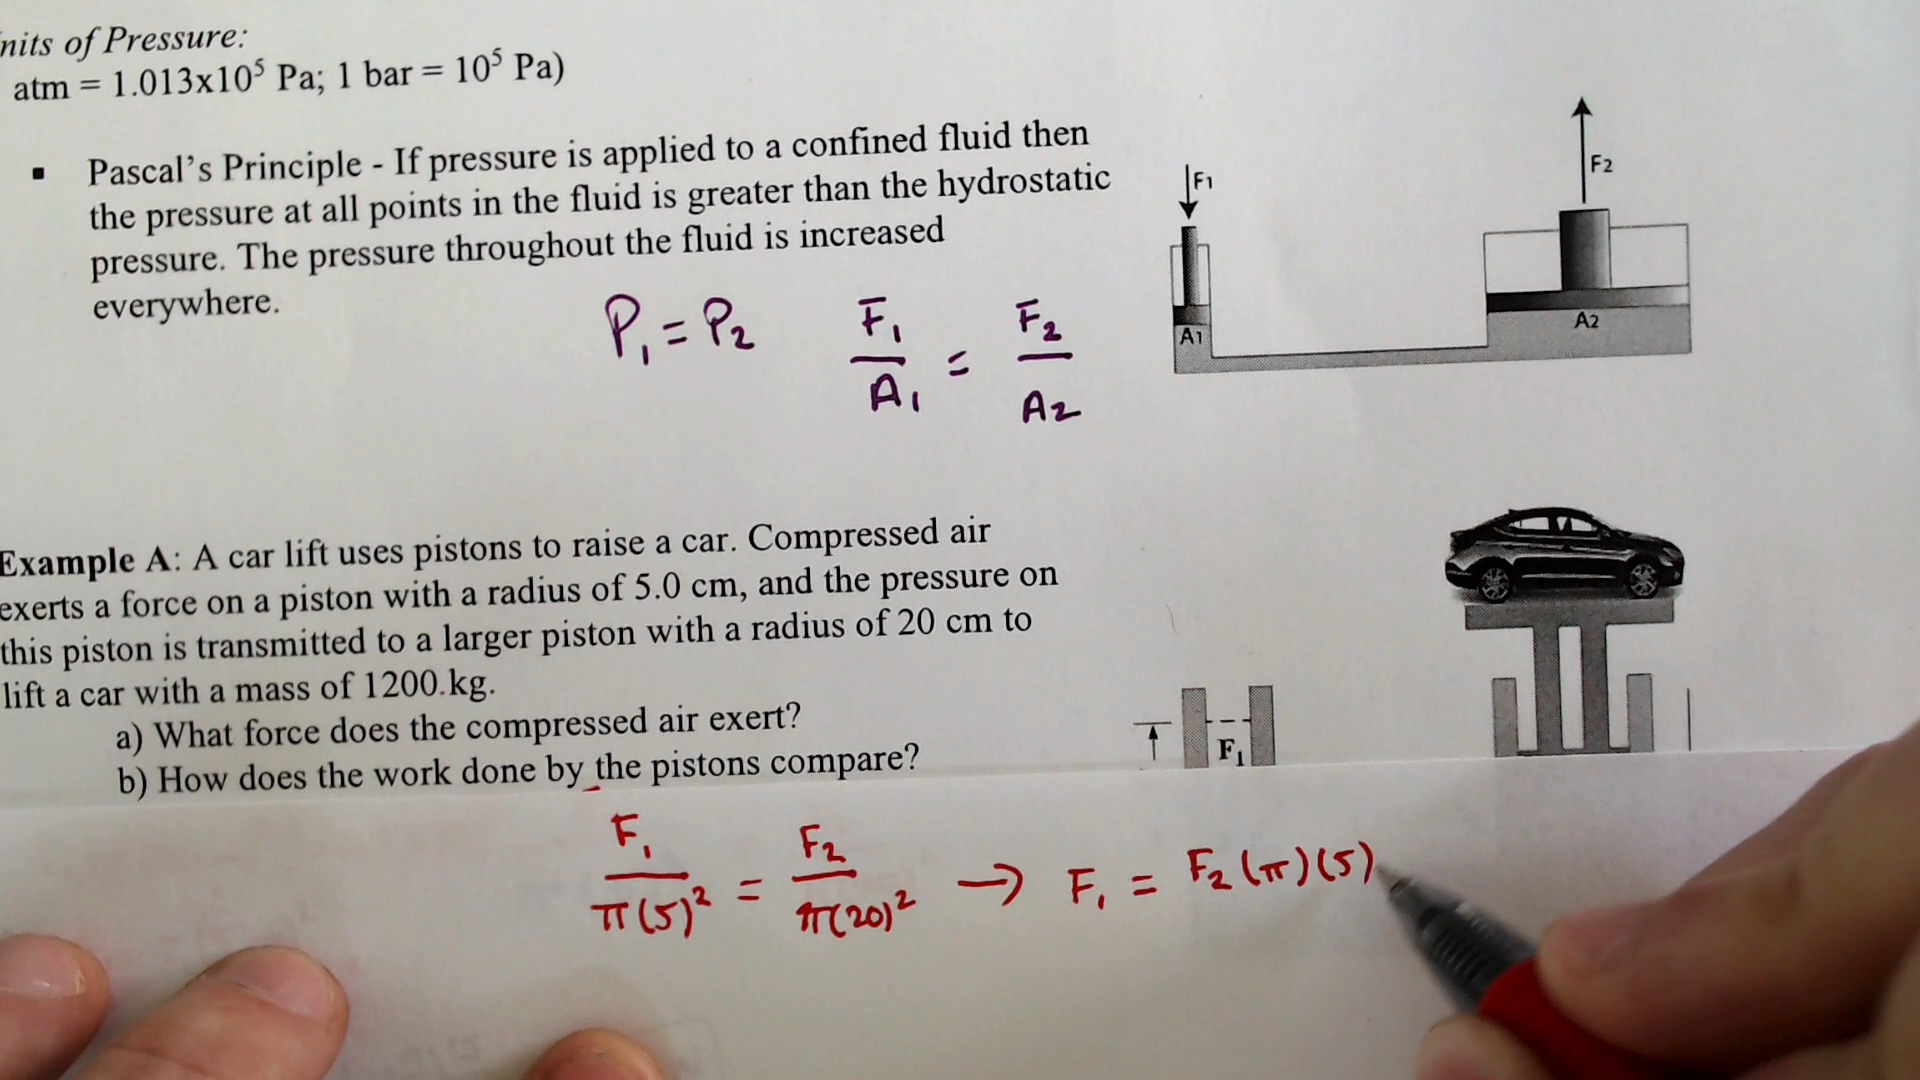 nits of Pressure:
atm = 1.013x10⁵ Pa; 1 bar = 10⁵ Pa)
▪ Pascal's Principle - If pressure is applied to a confined fluid then
the pressure at all points in the fluid is greater than the hydrostatic
pressure. The pressure throughout the fluid is increased
everywhere.
P₁ = P₂
F₁/A₁ = F₂/A₂
F1
F2
A1
A2
Example A: A car lift uses pistons to raise a car. Compressed air
exerts a force on a piston with a radius of 5.0 cm, and the pressure on
this piston is transmitted to a larger piston with a radius of 20 cm to
lift a car with a mass of 1200.kg.
a) What force does the compressed air exert?
b) How does the work done by the pistons compare?
F₁
F₁/π(5)² = F₂/π(20)² → F₁ = F₂(π)(5)